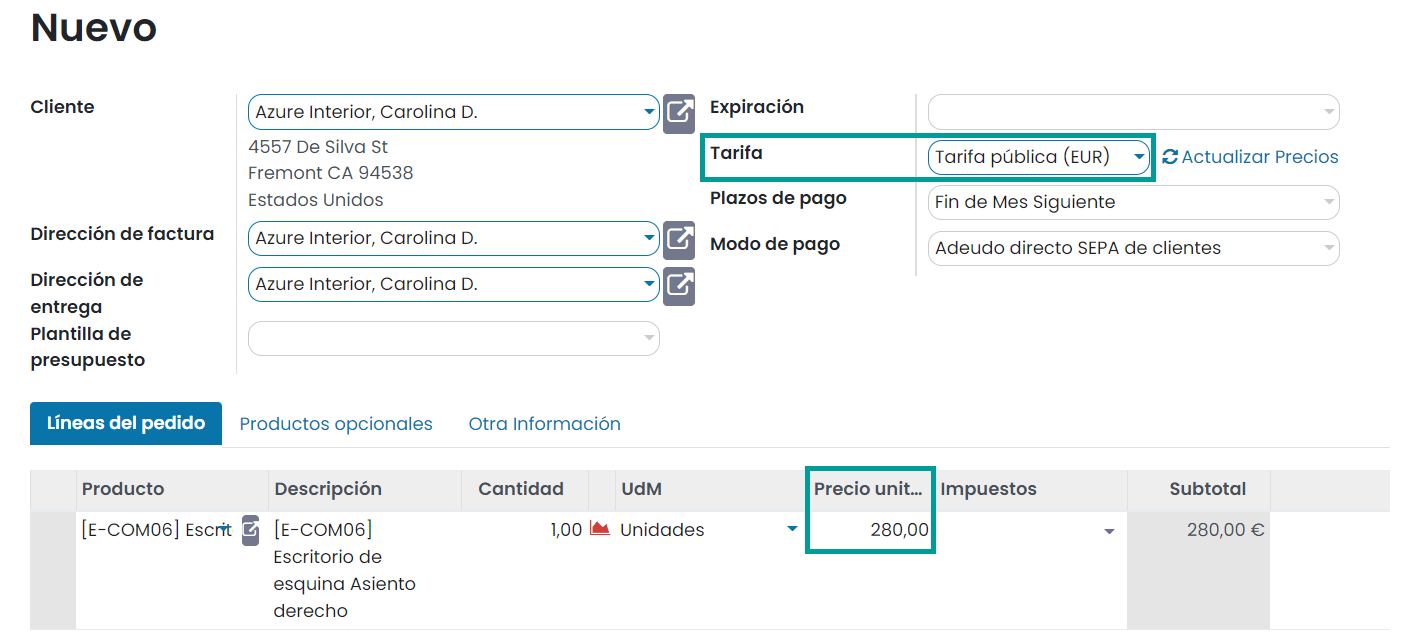 Nuevo
Cliente
Azure Interior, Carolina D.
4557 De Silva St
Fremont CA 94538
Estados Unidos
Dirección de factura
Azure Interior, Carolina D.
Dirección de
entrega
Azure Interior, Carolina D.
Plantilla de
presupuesto
Expiración
Tarifa
Tarifa pública (EUR)
Actualizar Precios
Plazos de pago
Fin de Mes Siguiente
Modo de pago
Adeudo directo SEPA de clientes
Líneas del pedido Productos opcionales Otra Información
Producto Descripción Cantidad UdM Precio unit... Impuestos Subtotal
[E-COM06] Escrit [E-COM06] 1,00 Unidades 280,00 280,00 €
Escritorio de
esquina Asiento
derecho